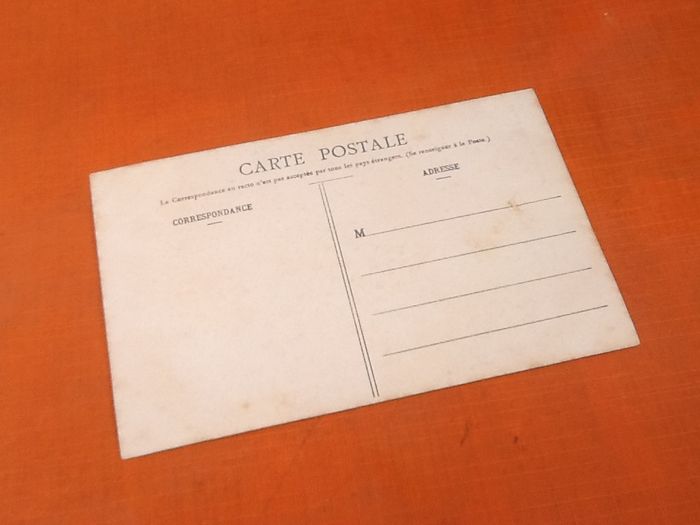 CARTE POSTALE
La Correspondance au recto n'est pas acceptée par tous les pays étrangers. (Se renseigner à la Poste.)
CORRESPONDANCE
ADRESSE
M